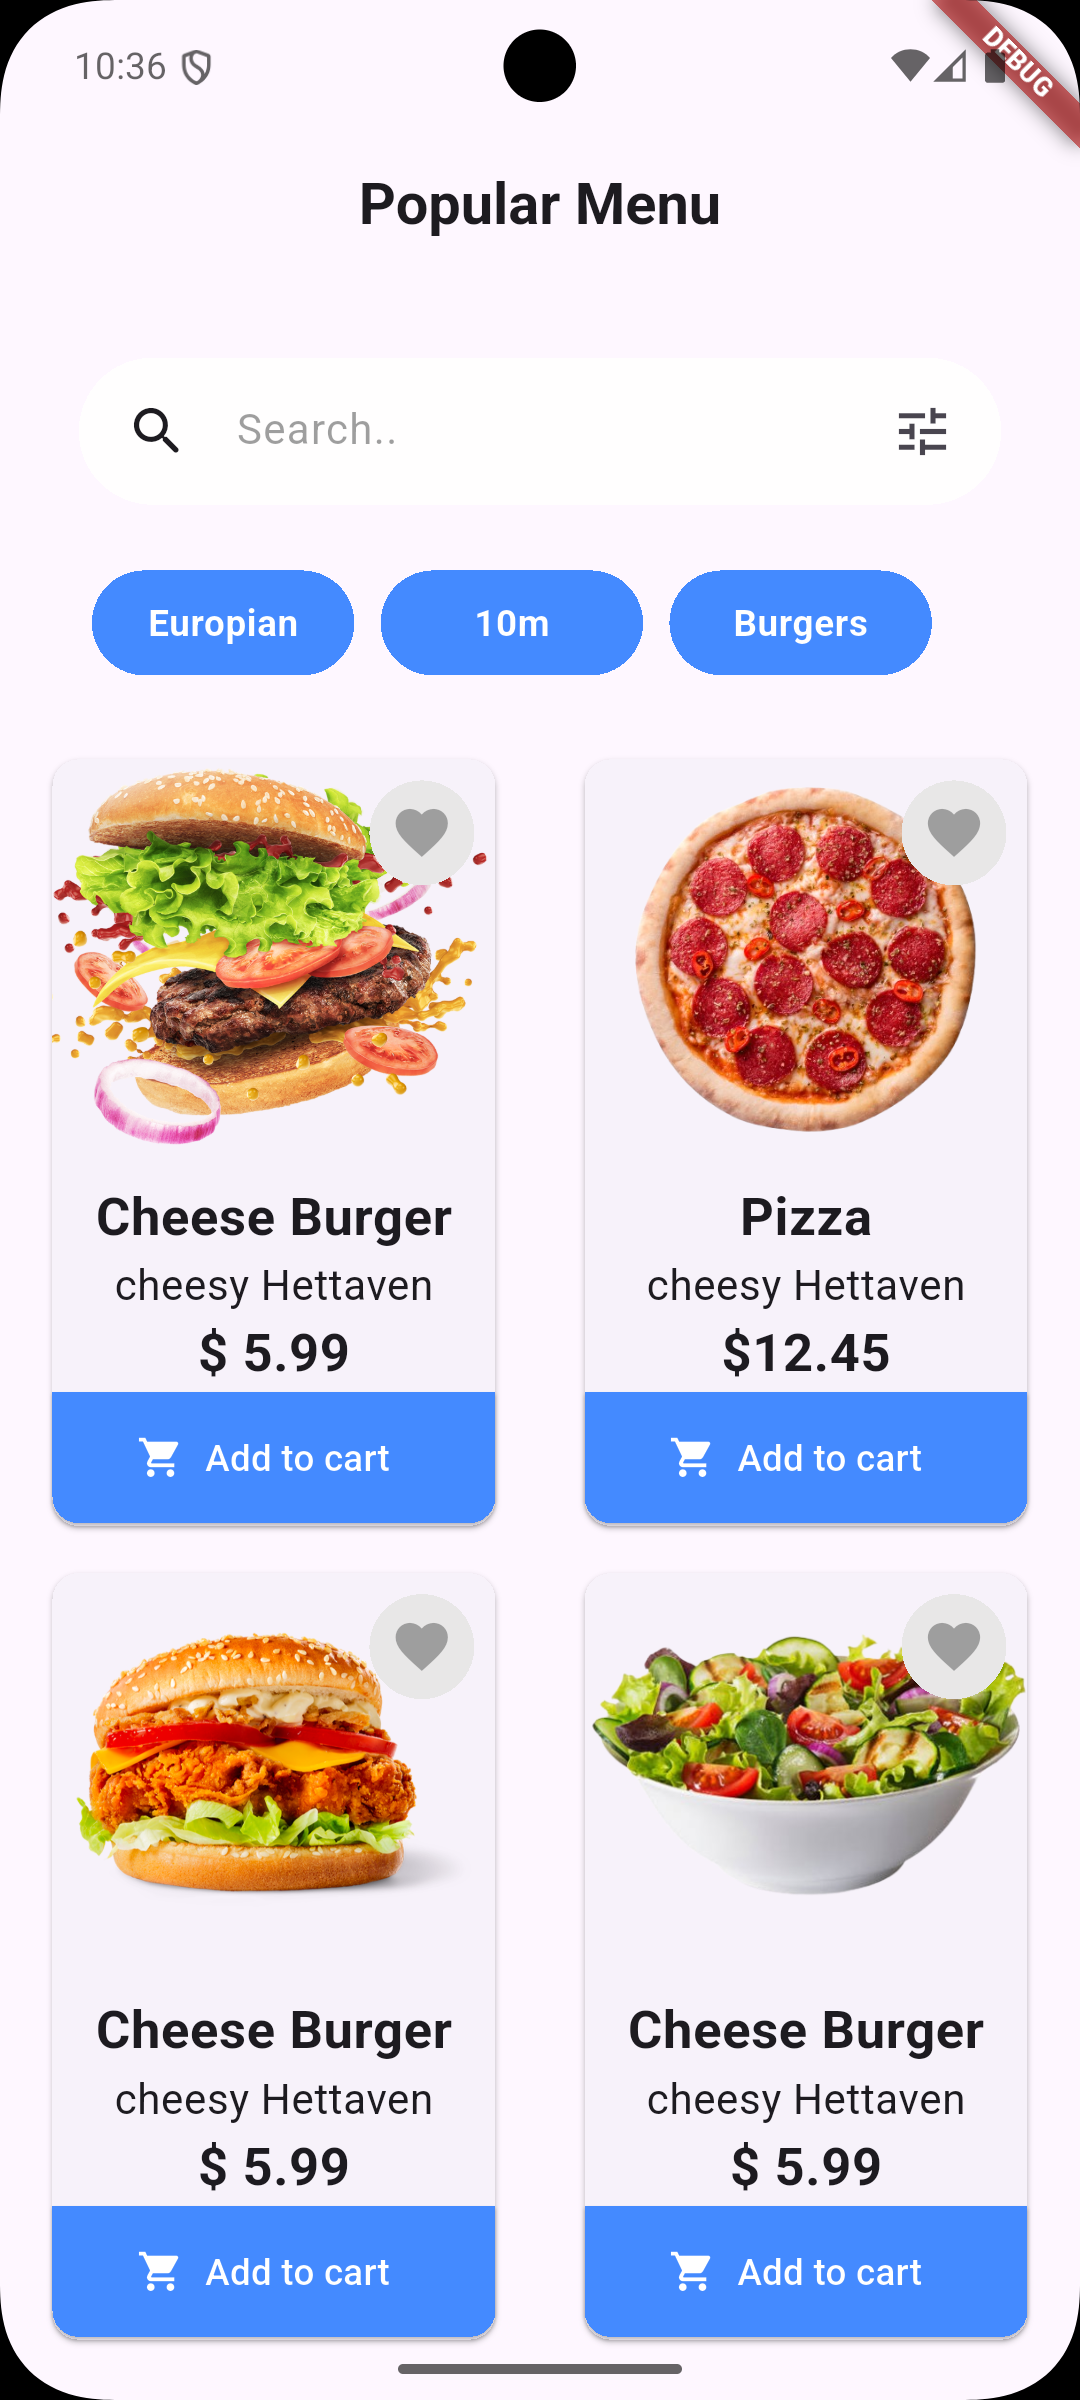 10:36
DEBUG
Popular Menu
Search..
Europian
10m
Burgers
Cheese Burger
cheesy Hettaven
$ 5.99
Add to cart
Pizza
cheesy Hettaven
$12.45
Add to cart
Cheese Burger
cheesy Hettaven
$ 5.99
Add to cart
Cheese Burger
cheesy Hettaven
$ 5.99
Add to cart